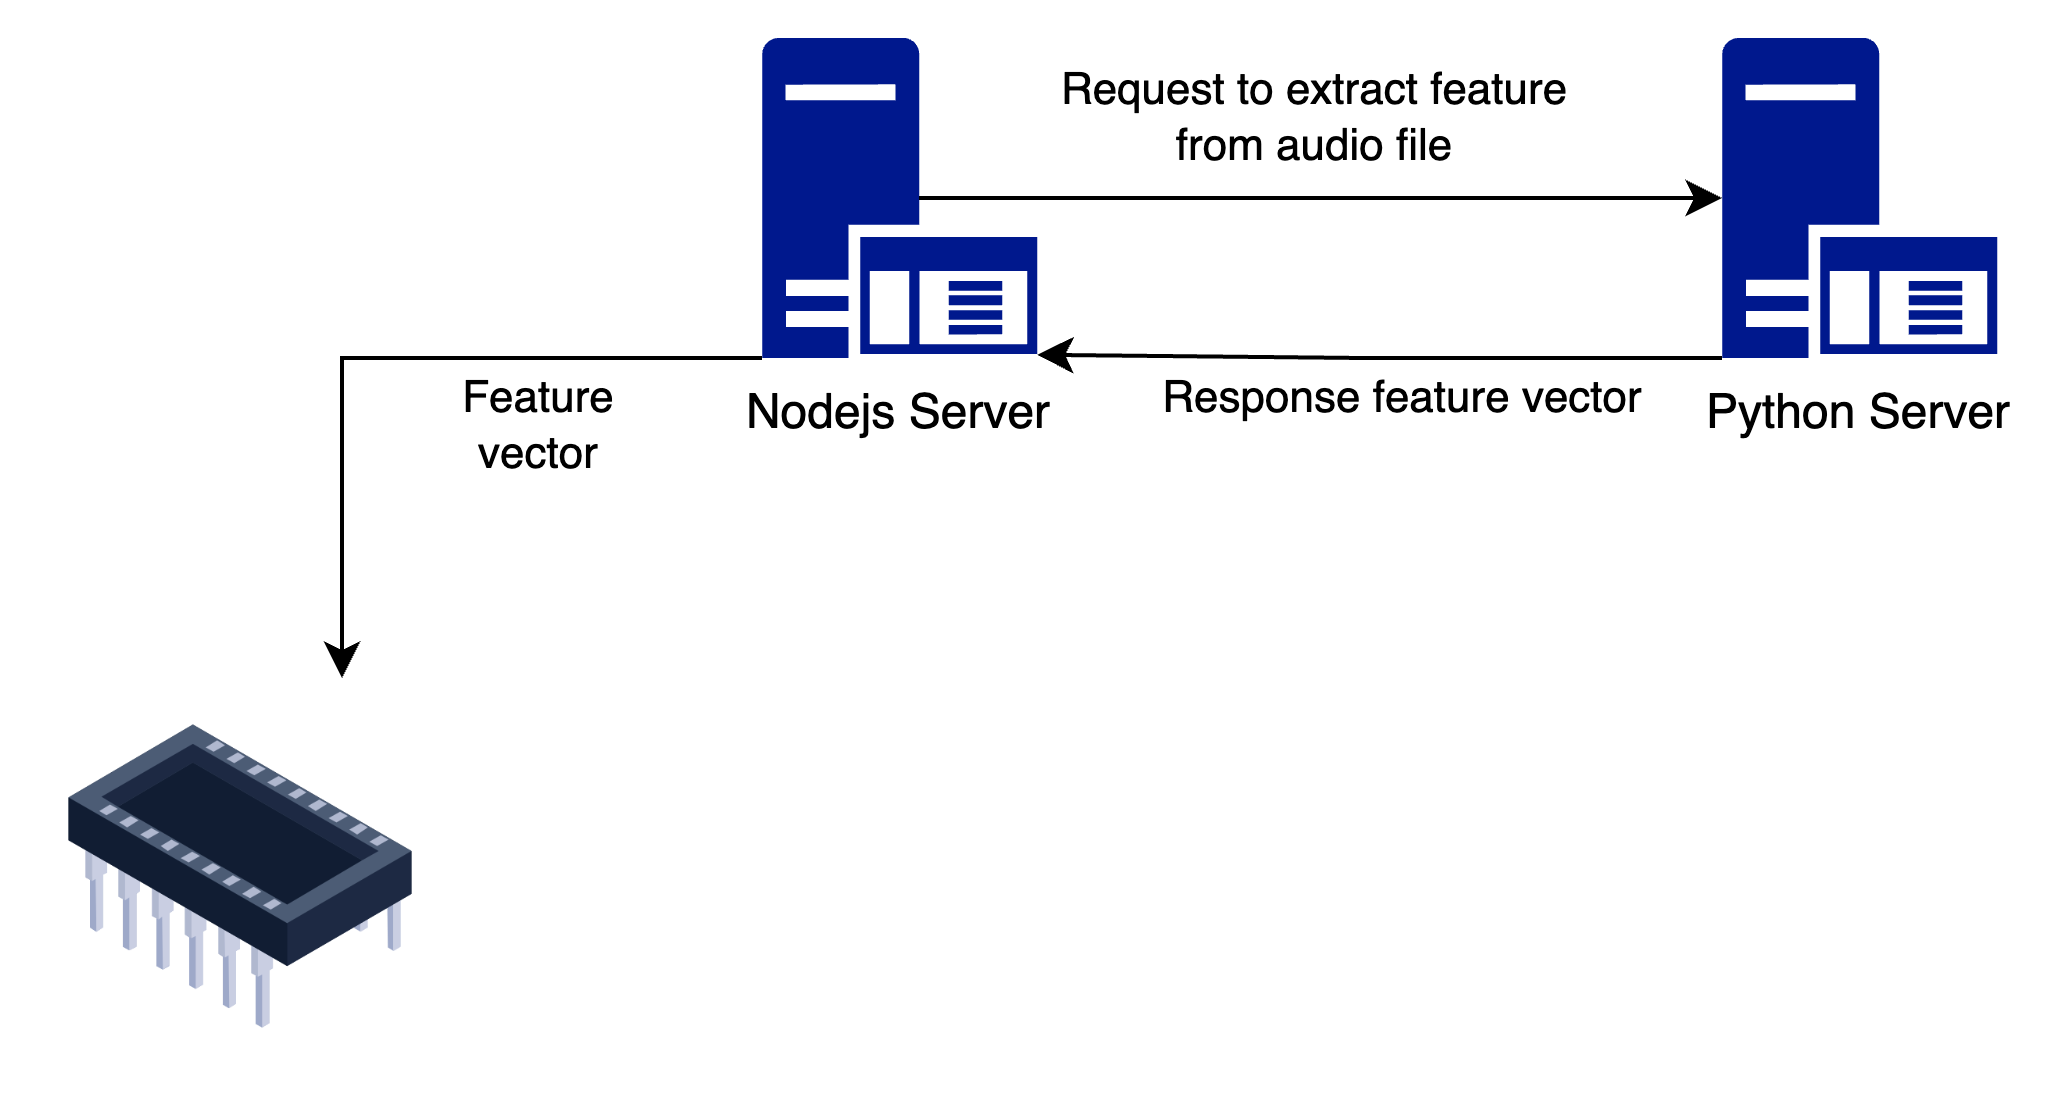 Request to extract feature
from audio file
Feature
vector
Nodejs Server
Response feature vector
Python Server